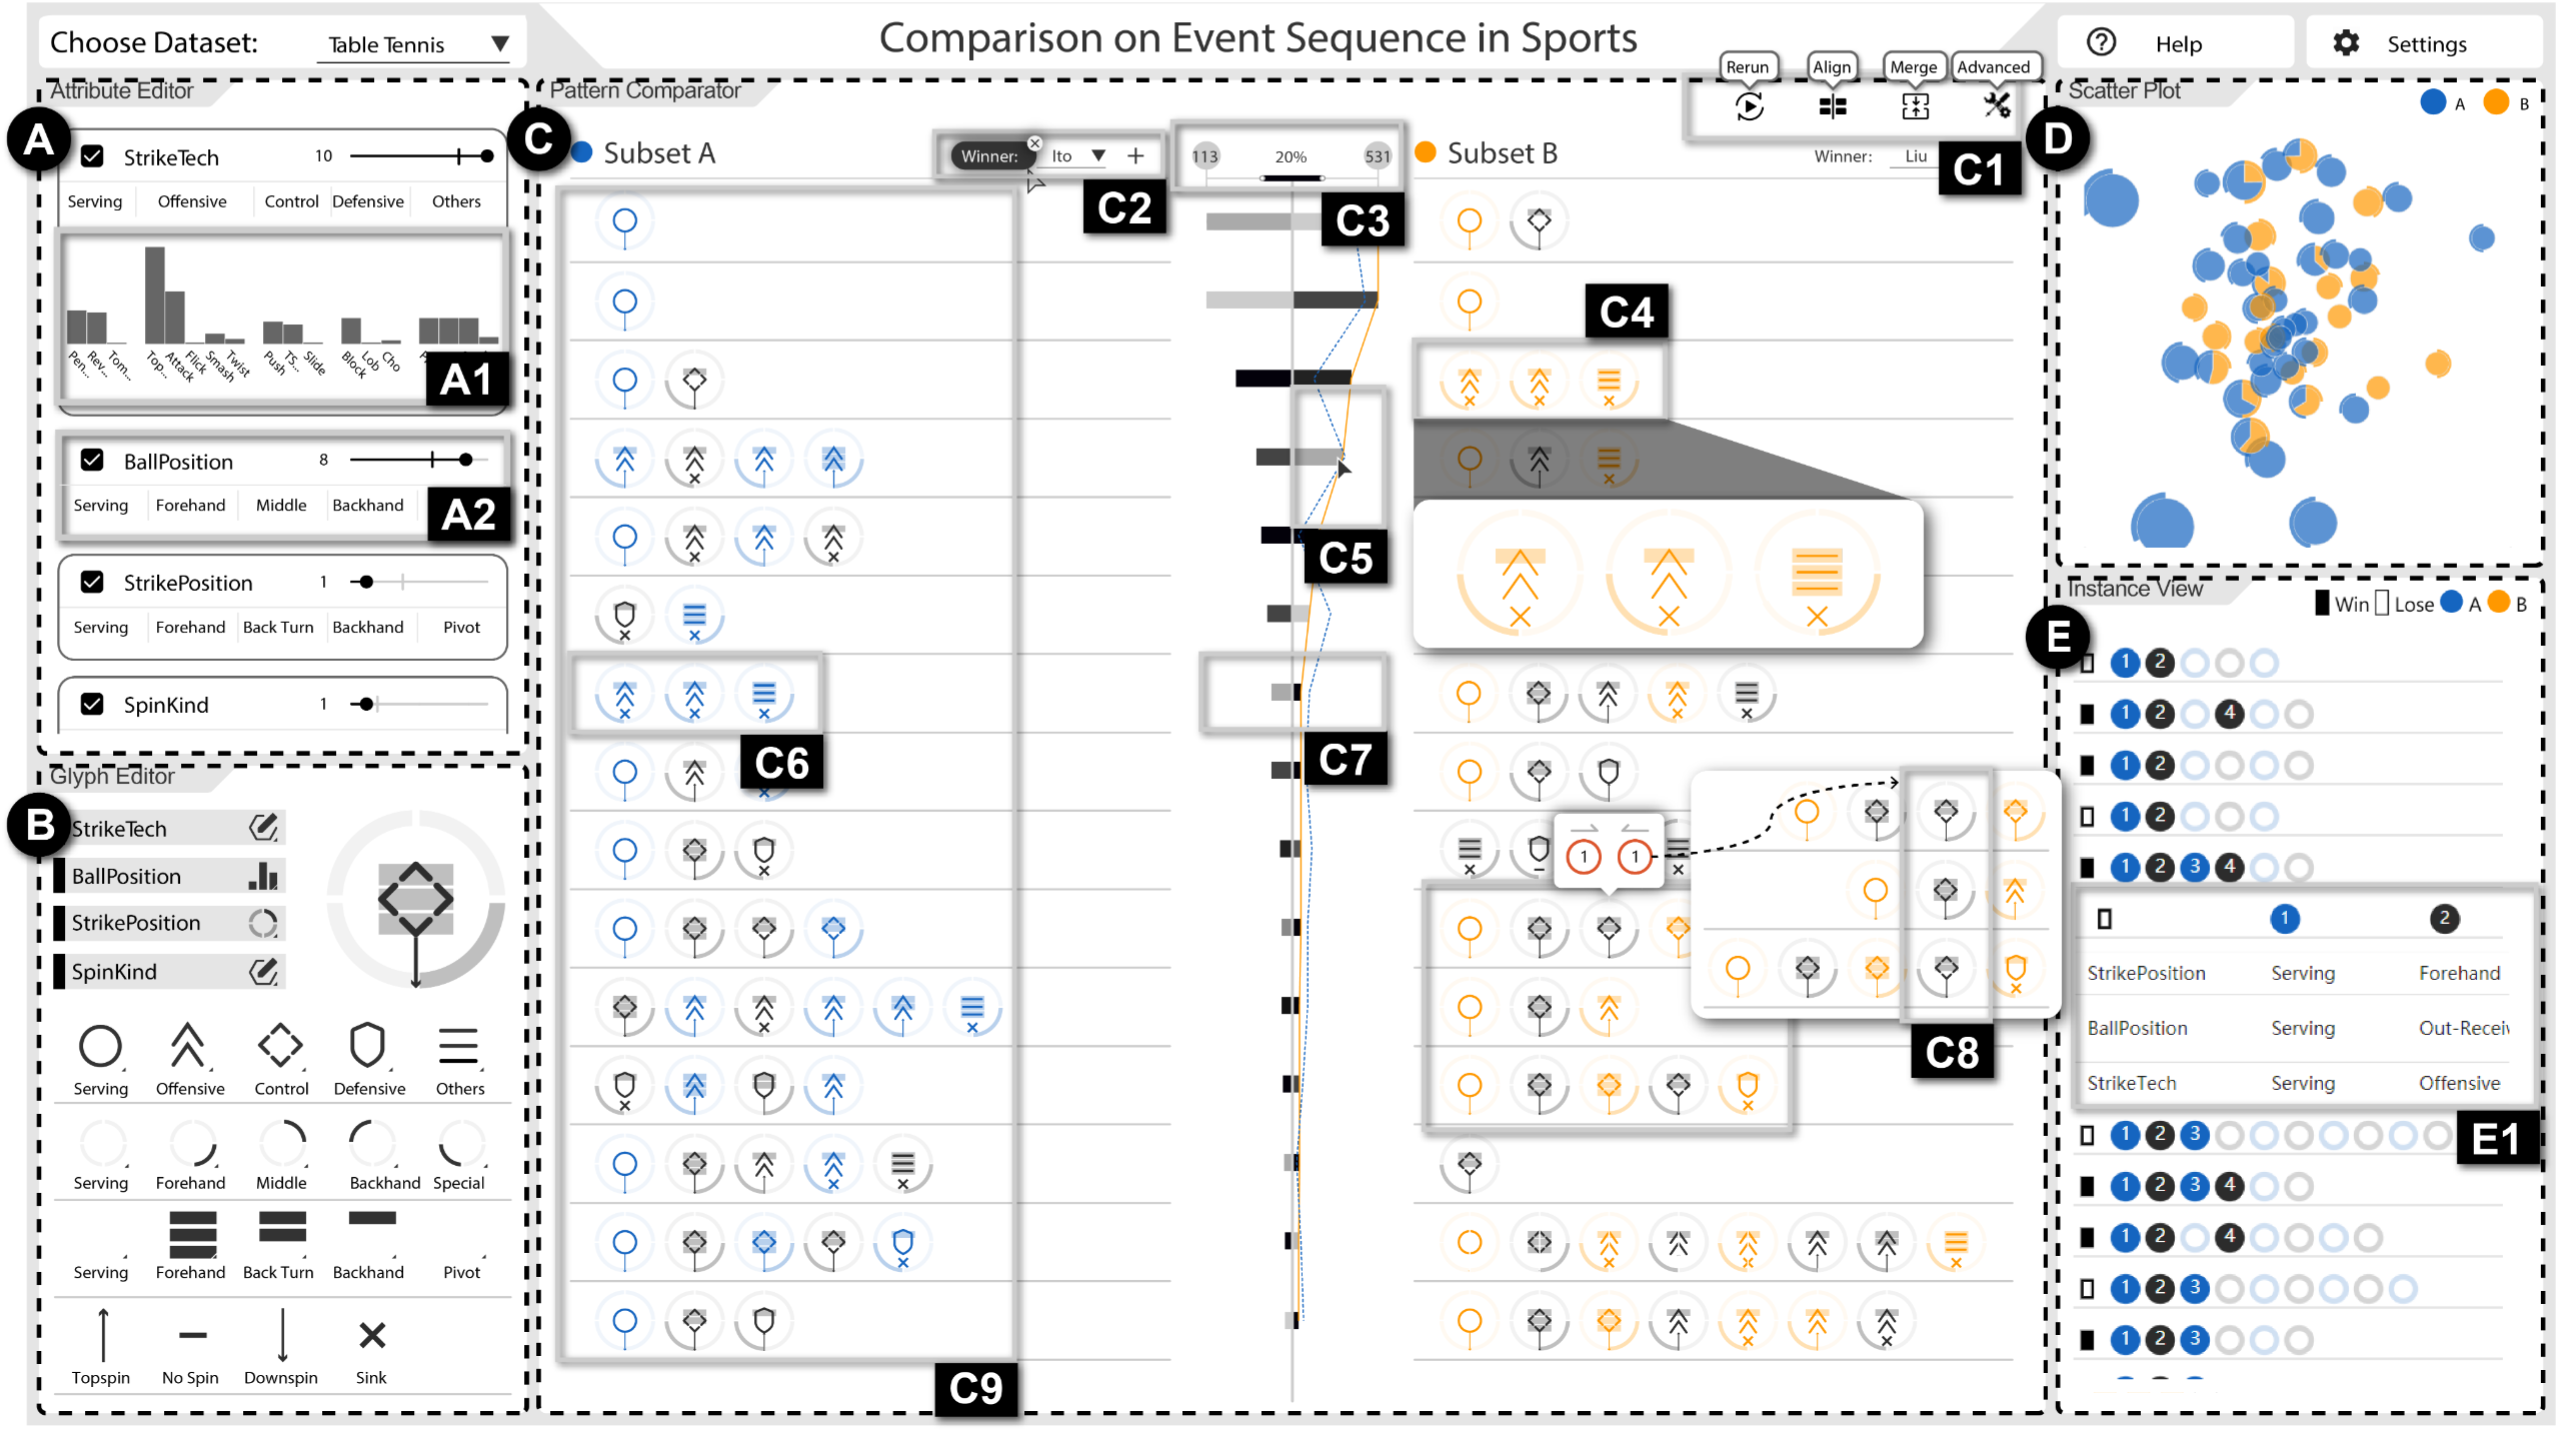 Choose Dataset: Table Tennis
Comparison on Event Sequence in Sports
Help
Settings
Attribute Editor
A
StrikeTech 10
Serving Offensive Control Defensive Others
Pen... Rev... Tom... Top... Attack Flick Smash Twist Push TS... Slide Block Lob Cho
A1
BallPosition 8
Serving Forehand Middle Backhand
A2
StrikePosition 1
Serving Forehand Back Turn Backhand Pivot
SpinKind 1
Glyph Editor
B
StrikeTech
BallPosition
StrikePosition
SpinKind
Serving Offensive Control Defensive Others
Serving Forehand Middle Backhand Special
Serving Forehand Back Turn Backhand Pivot
Topspin No Spin Downspin Sink
Pattern Comparator
C
Rerun Align Merge Advanced
C1
Subset A
Winner: Ito
C2
113 20% 531
C3
Subset B
Winner: Liu
C4
C5
C6
C7
1 1
C8
C9
Scatter Plot
A B
D
Instance View
Win Lose A B
E
1 2
1 2 4
1 2
1 2
1 2 3 4
1 2
StrikePosition Serving Forehand
BallPosition Serving Out-Receiv
StrikeTech Serving Offensive
E1
1 2 3
1 2 3 4
1 2 4
1 2 3
1 2 3